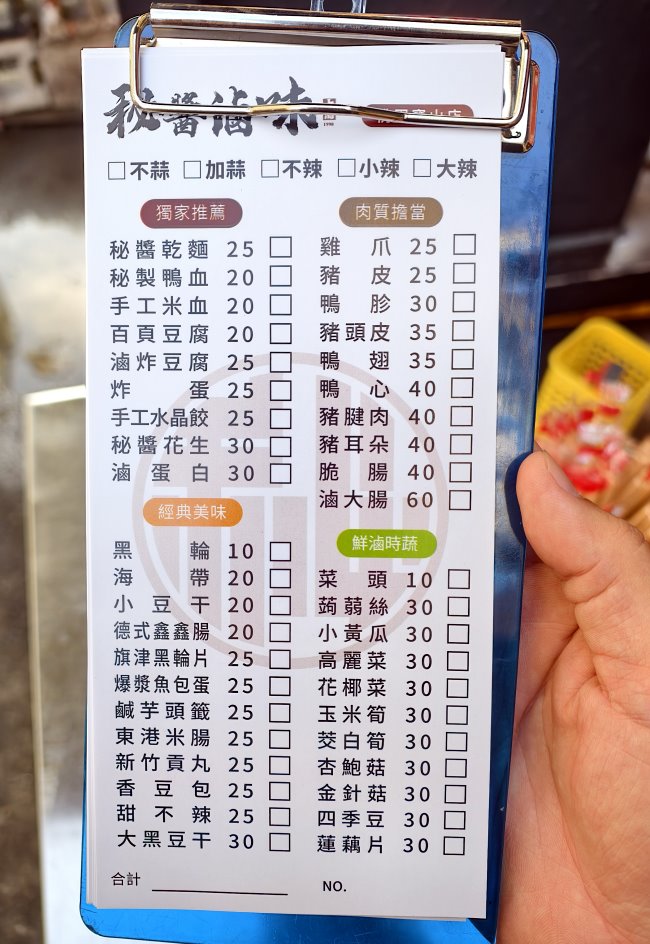 秘醬滷味
1998
□不蒜 □加蒜 □不辣 □小辣 □大辣
獨家推薦
秘醬乾麵 25 □
秘製鴨血 20 □
手工米血 20 □
百頁豆腐 20 □
滷炸豆腐 25 □
炸蛋 25 □
手工水晶餃 25 □
秘醬花生 30 □
滷蛋白 30 □
經典美味
黑輪 10 □
海帶 20 □
小豆干 20 □
德式鑫鑫腸 20 □
旗津黑輪片 25 □
爆漿魚包蛋 25 □
鹹芋頭籤 25 □
東港米腸 25 □
新竹貢丸 25 □
香豆包 25 □
甜不辣 25 □
大黑豆干 30 □
肉質擔當
雞爪 25 □
豬皮 25 □
鴨胗 30 □
豬頭皮 35 □
鴨翅 35 □
鴨心 40 □
豬腱肉 40 □
豬耳朵 40 □
脆腸 40 □
滷大腸 60 □
鮮滷時蔬
菜頭 10 □
蒟蒻絲 30 □
小黃瓜 30 □
高麗菜 30 □
花椰菜 30 □
玉米筍 30 □
茭白筍 30 □
杏鮑菇 30 □
金針菇 30 □
四季豆 30 □
蓮藕片 30 □
合計
NO.